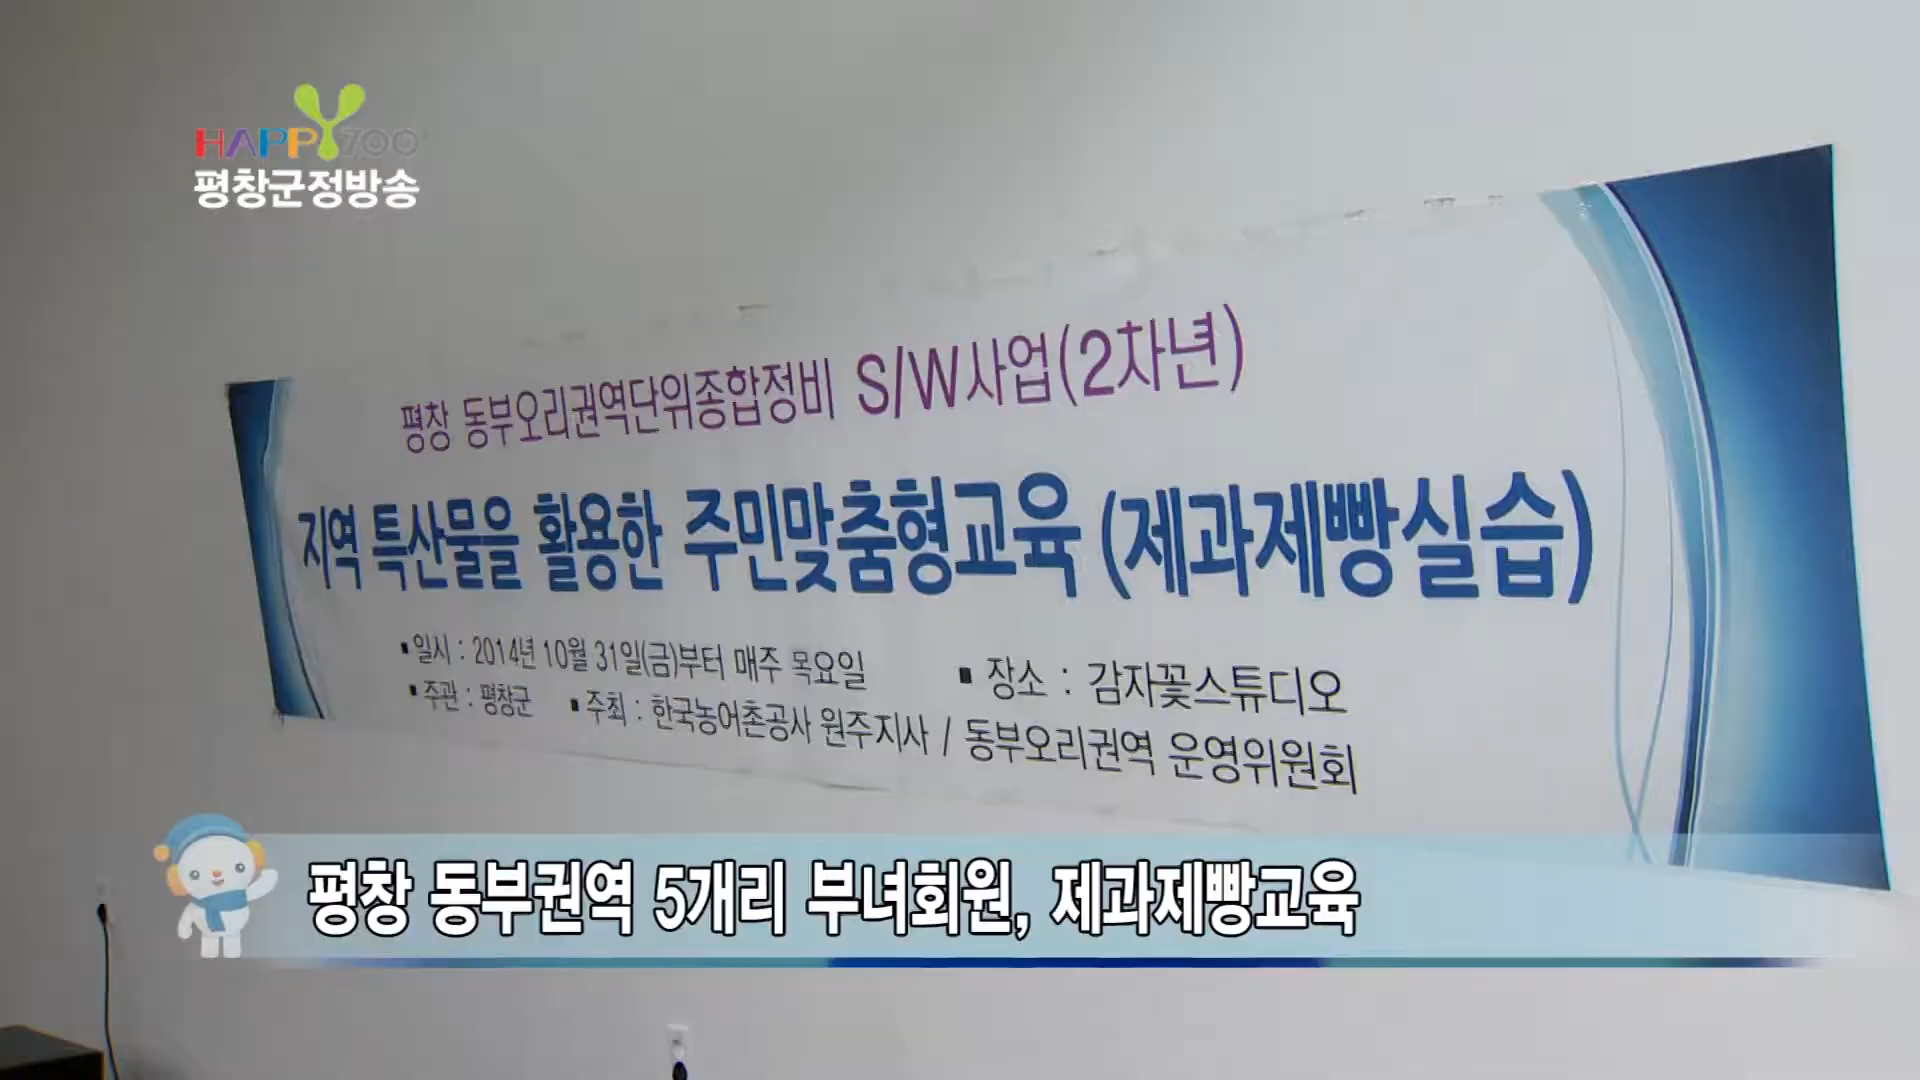 HAPPY700
평창군정방송
평창 동부오리권역단위종합정비 S/W사업(2차년)
지역 특산물을 활용한 주민맞춤형교육 (제과제빵실습)
▪일시 : 2014년 10월 31일(금)부터 매주 목요일 ▪장소 : 감자꽃스튜디오
▪주관 : 평창군 ▪주최 : 한국농어촌공사 원주지사 / 동부오리권역 운영위원회
평창 동부권역 5개리 부녀회원, 제과제빵교육